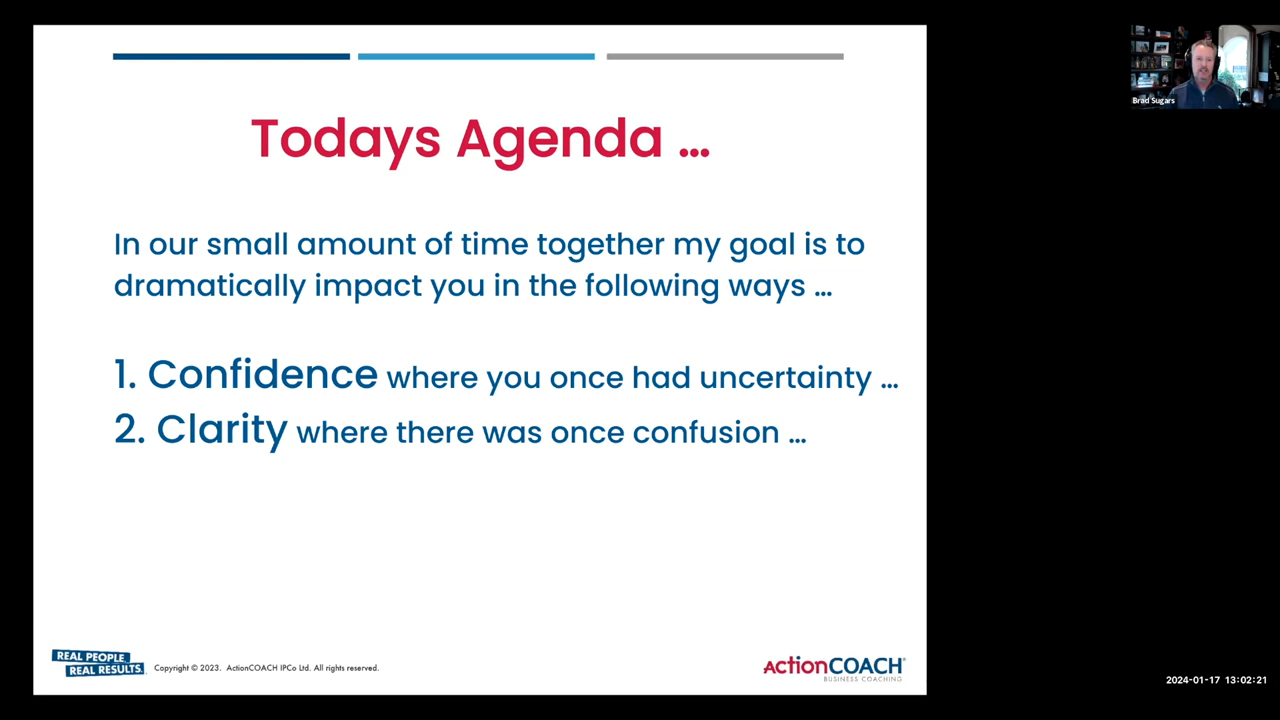 Todays Agenda ...
In our small amount of time together my goal is to
dramatically impact you in the following ways ...
1. Confidence where you once had uncertainty ...
2. Clarity where there was once confusion ...
REAL PEOPLE.
REAL RESULTS.
Copyright © 2023. ActionCOACH IPCo Ltd. All rights reserved.
actionCOACH®
BUSINESS COACHING
Brad Sugars
2024-01-17 13:02:21